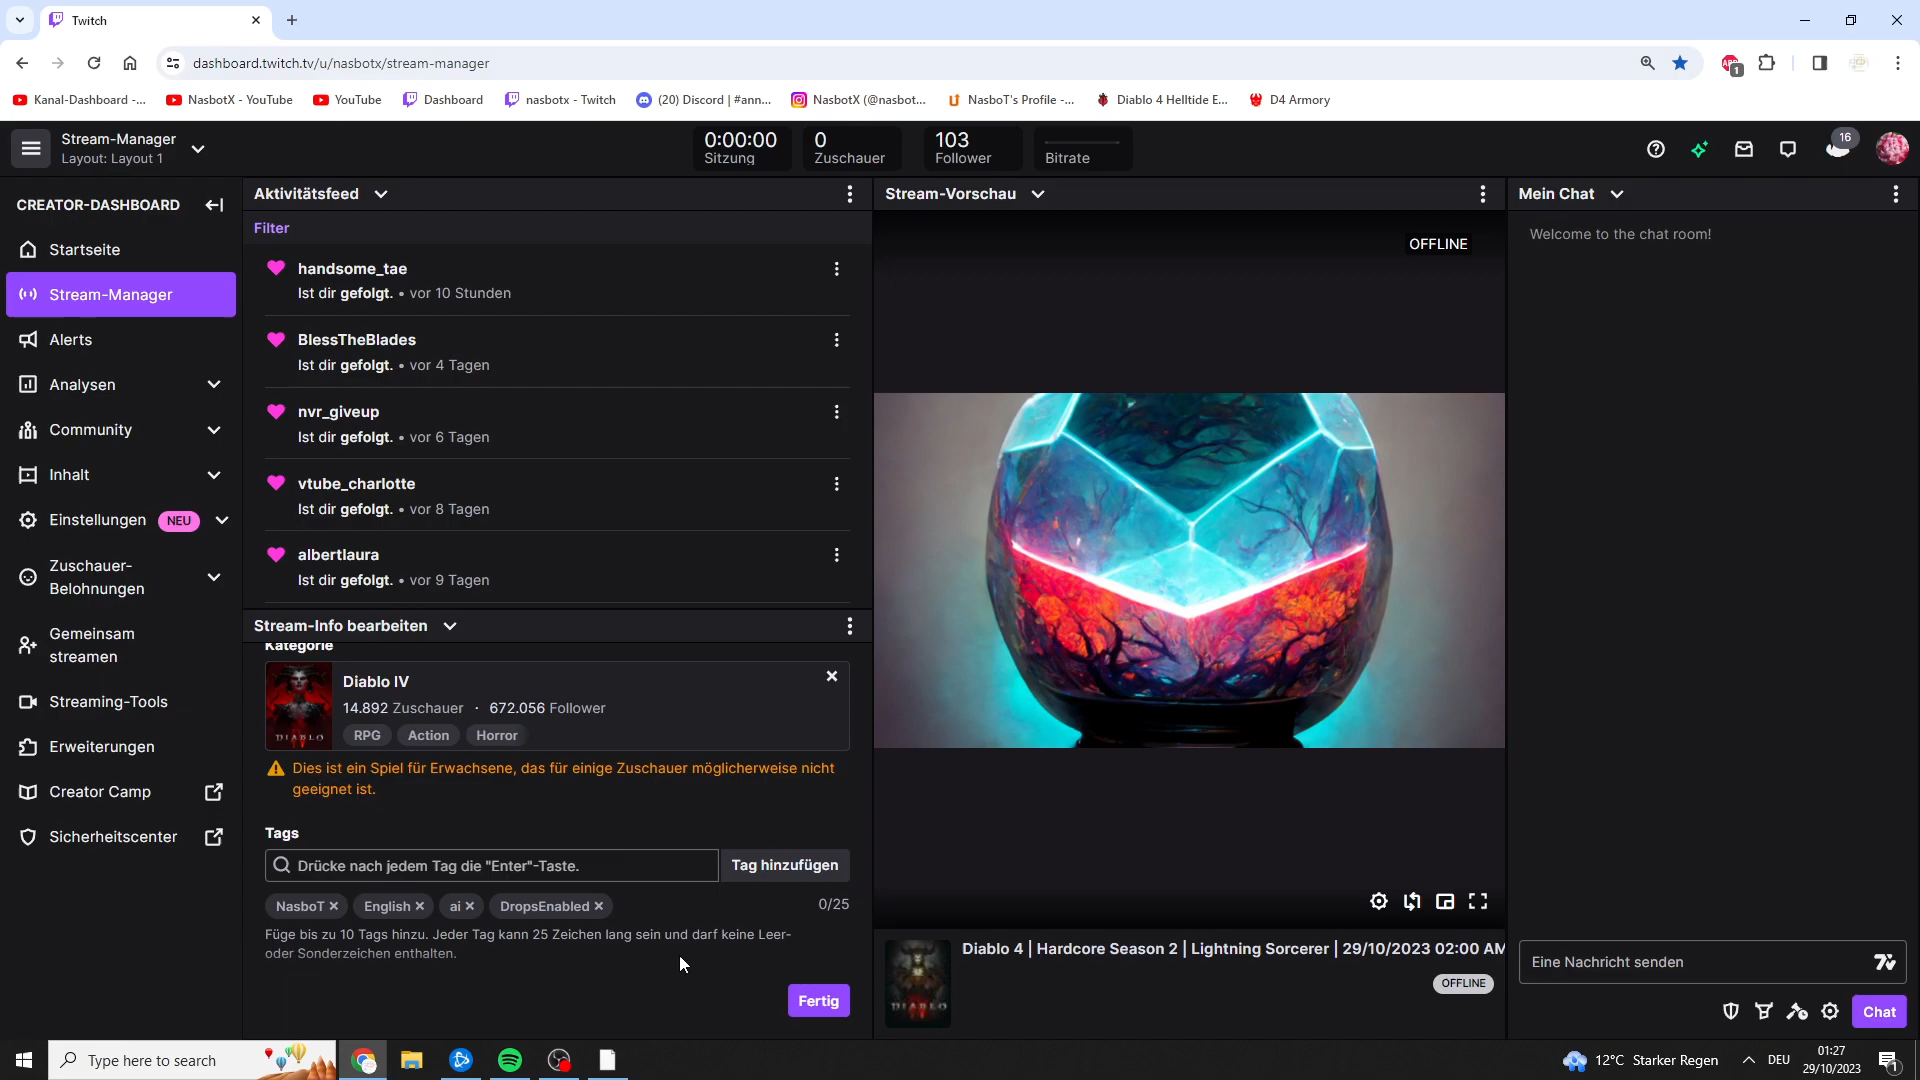 Twitch
dashboard.twitch.tv/u/nasbotx/stream-manager
1
Kanal-Dashboard -...
NasbotX - YouTube
YouTube
Dashboard
nasbotx - Twitch
(20) Discord | #ann...
NasbotX (@nasbot...
NasboT's Profile -...
Diablo 4 Helltide E...
D4 Armory
Stream-Manager
Layout: Layout 1
0:00:00
Sitzung
0
Zuschauer
103
Follower
Bitrate
16
CREATOR-DASHBOARD
Startseite
Stream-Manager
Alerts
Analysen
Community
Inhalt
Einstellungen NEU
Zuschauer-
Belohnungen
Gemeinsam
streamen
Streaming-Tools
Erweiterungen
Creator Camp
Sicherheitscenter
Aktivitätsfeed
Filter
handsome_tae
Ist dir gefolgt. • vor 10 Stunden
BlessTheBlades
Ist dir gefolgt. • vor 4 Tagen
nvr_giveup
Ist dir gefolgt. • vor 6 Tagen
vtube_charlotte
Ist dir gefolgt. • vor 8 Tagen
albertlaura
Ist dir gefolgt. • vor 9 Tagen
Stream-Info bearbeiten
Kategorie
DIABLO
Diablo IV
14.892 Zuschauer · 672.056 Follower
RPG Action Horror
Dies ist ein Spiel für Erwachsene, das für einige Zuschauer möglicherweise nicht
geeignet ist.
Tags
Drücke nach jedem Tag die "Enter"-Taste.
Tag hinzufügen
NasboT English ai DropsEnabled
0/25
Füge bis zu 10 Tags hinzu. Jeder Tag kann 25 Zeichen lang sein und darf keine Leer-
oder Sonderzeichen enthalten.
Fertig
Stream-Vorschau
OFFLINE
DIABLO
Diablo 4 | Hardcore Season 2 | Lightning Sorcerer | 29/10/2023 02:00 AM
OFFLINE
Mein Chat
Welcome to the chat room!
Eine Nachricht senden
Chat
Type here to search
12°C Starker Regen
DEU
01:27
29/10/2023
1